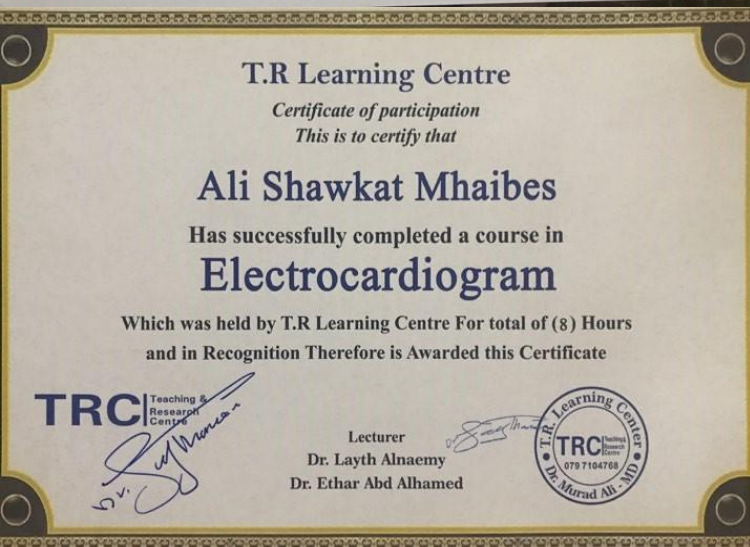 T.R Learning Centre
Certificate of participation
This is to certify that
Ali Shawkat Mhaibes
Has successfully completed a course in
Electrocardiogram
Which was held by T.R Learning Centre For total of (8) Hours
and in Recognition Therefore is Awarded this Certificate
TRC
Teaching &
Research
Centre
Lecturer
Dr. Layth Alnaemy
Dr. Ethar Abd Alhamed
T.R. Learning Center
TRC
Teaching &
Research
Centre
079 7104768
Dr. Murad Ali - MD